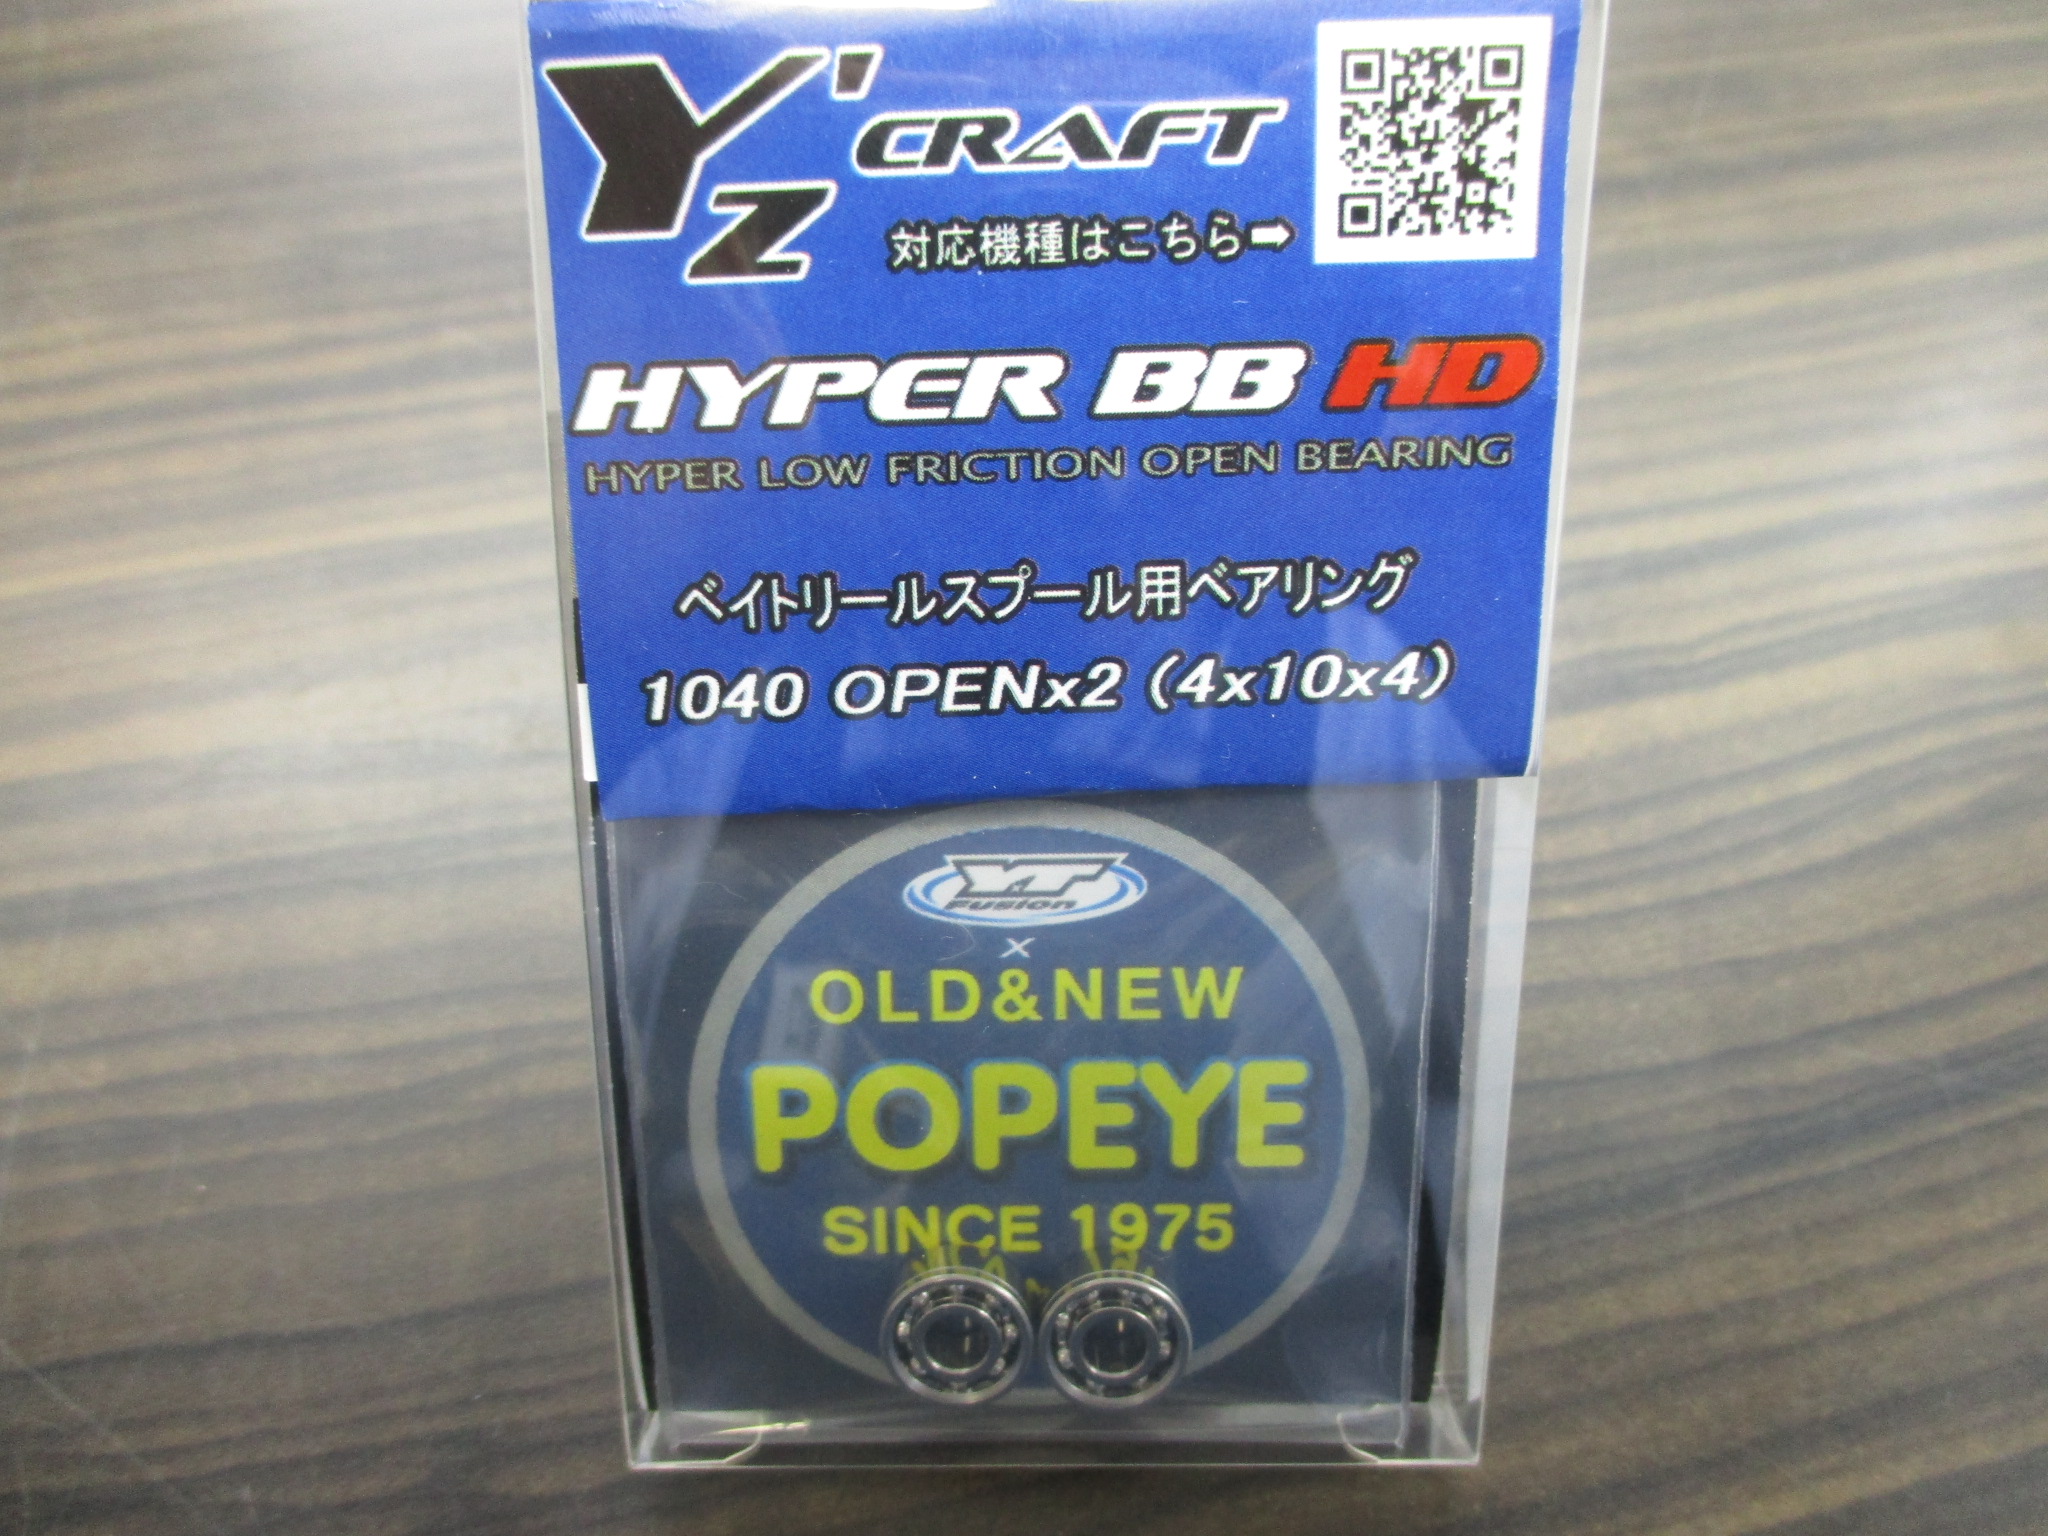 Y'Z CRAFT
対応機種はこちら➡
HYPER BB HD
HYPER LOW FRICTION OPEN BEARING
ベイトリールスプール用ベアリング
1040 OPENx2 (4x10x4)
YT
Fusion
x
OLD&NEW
POPEYE
SINCE 1975